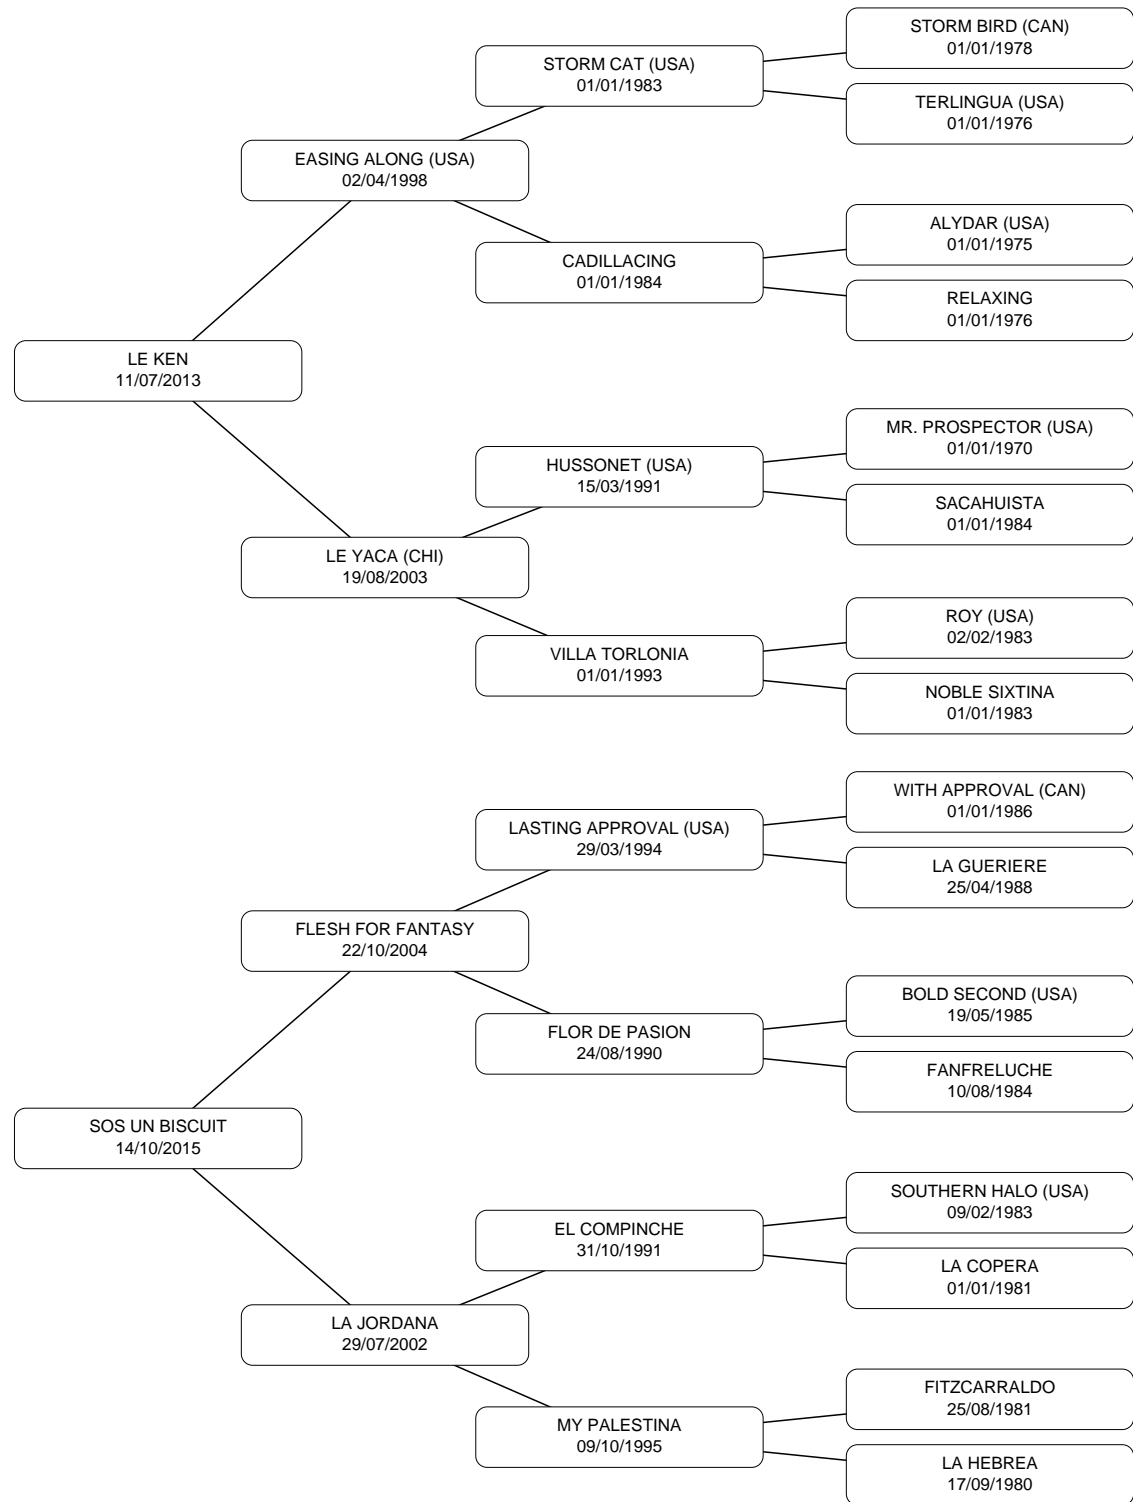 STORM BIRD (CAN)
01/01/1978
STORM CAT (USA)
01/01/1983
TERLINGUA (USA)
01/01/1976
EASING ALONG (USA)
02/04/1998
ALYDAR (USA)
01/01/1975
CADILLACING
01/01/1984
RELAXING
01/01/1976
LE KEN
11/07/2013
MR. PROSPECTOR (USA)
01/01/1970
HUSSONET (USA)
15/03/1991
SACAHUISTA
01/01/1984
LE YACA (CHI)
19/08/2003
ROY (USA)
02/02/1983
VILLA TORLONIA
01/01/1993
NOBLE SIXTINA
01/01/1983
WITH APPROVAL (CAN)
01/01/1986
LASTING APPROVAL (USA)
29/03/1994
LA GUERIERE
25/04/1988
FLESH FOR FANTASY
22/10/2004
BOLD SECOND (USA)
19/05/1985
FLOR DE PASION
24/08/1990
FANFRELUCHE
10/08/1984
SOS UN BISCUIT
14/10/2015
SOUTHERN HALO (USA)
09/02/1983
EL COMPINCHE
31/10/1991
LA COPERA
01/01/1981
LA JORDANA
29/07/2002
FITZCARRALDO
25/08/1981
MY PALESTINA
09/10/1995
LA HEBREA
17/09/1980